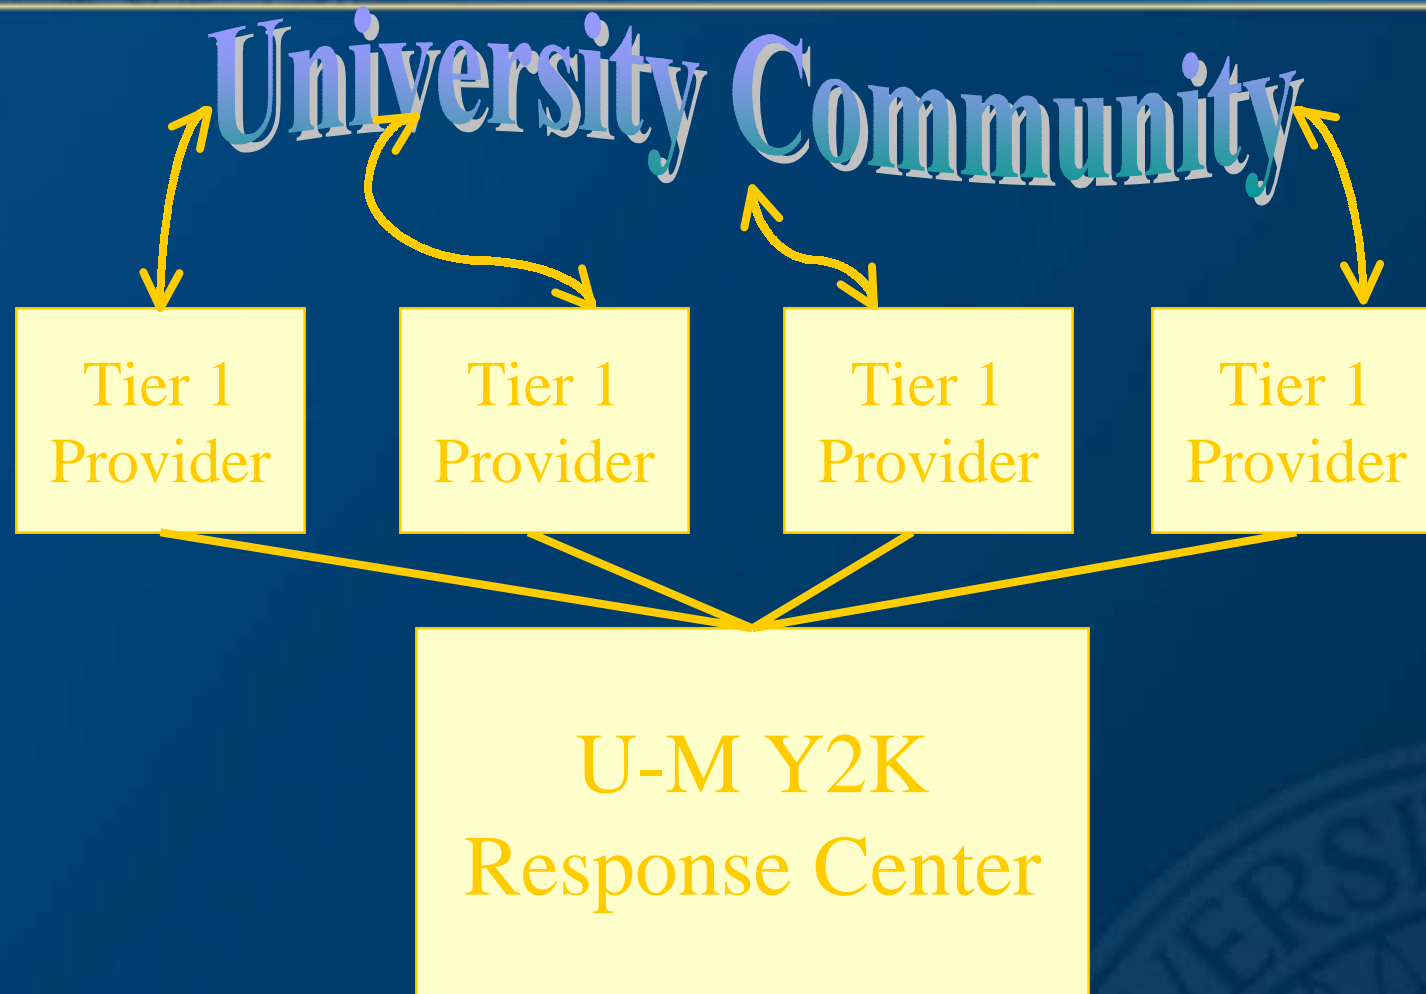 University Community
Tier 1
Provider
Tier 1
Provider
Tier 1
Provider
Tier 1
Provider
U-M Y2K
Response Center